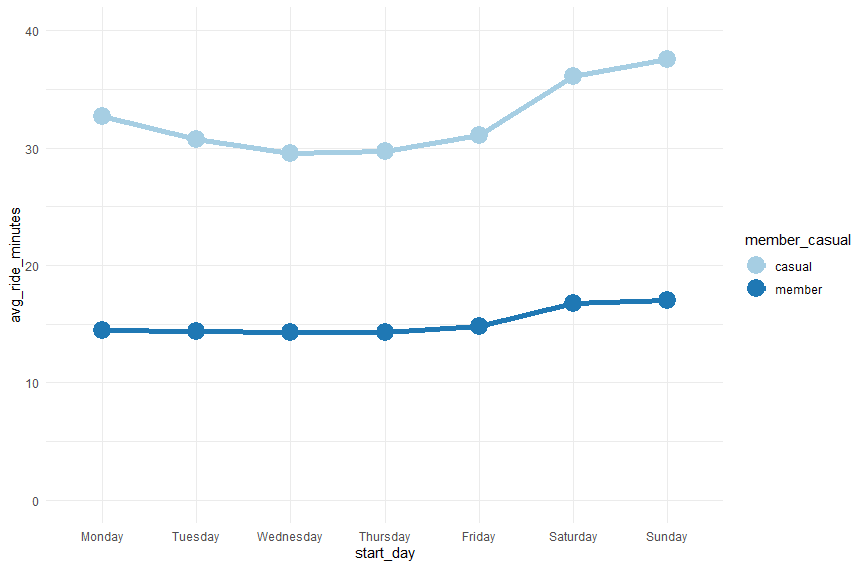 40
30
20
10
0
avg_ride_minutes
Monday Tuesday Wednesday Thursday Friday Saturday Sunday
start_day
member_casual
casual
member